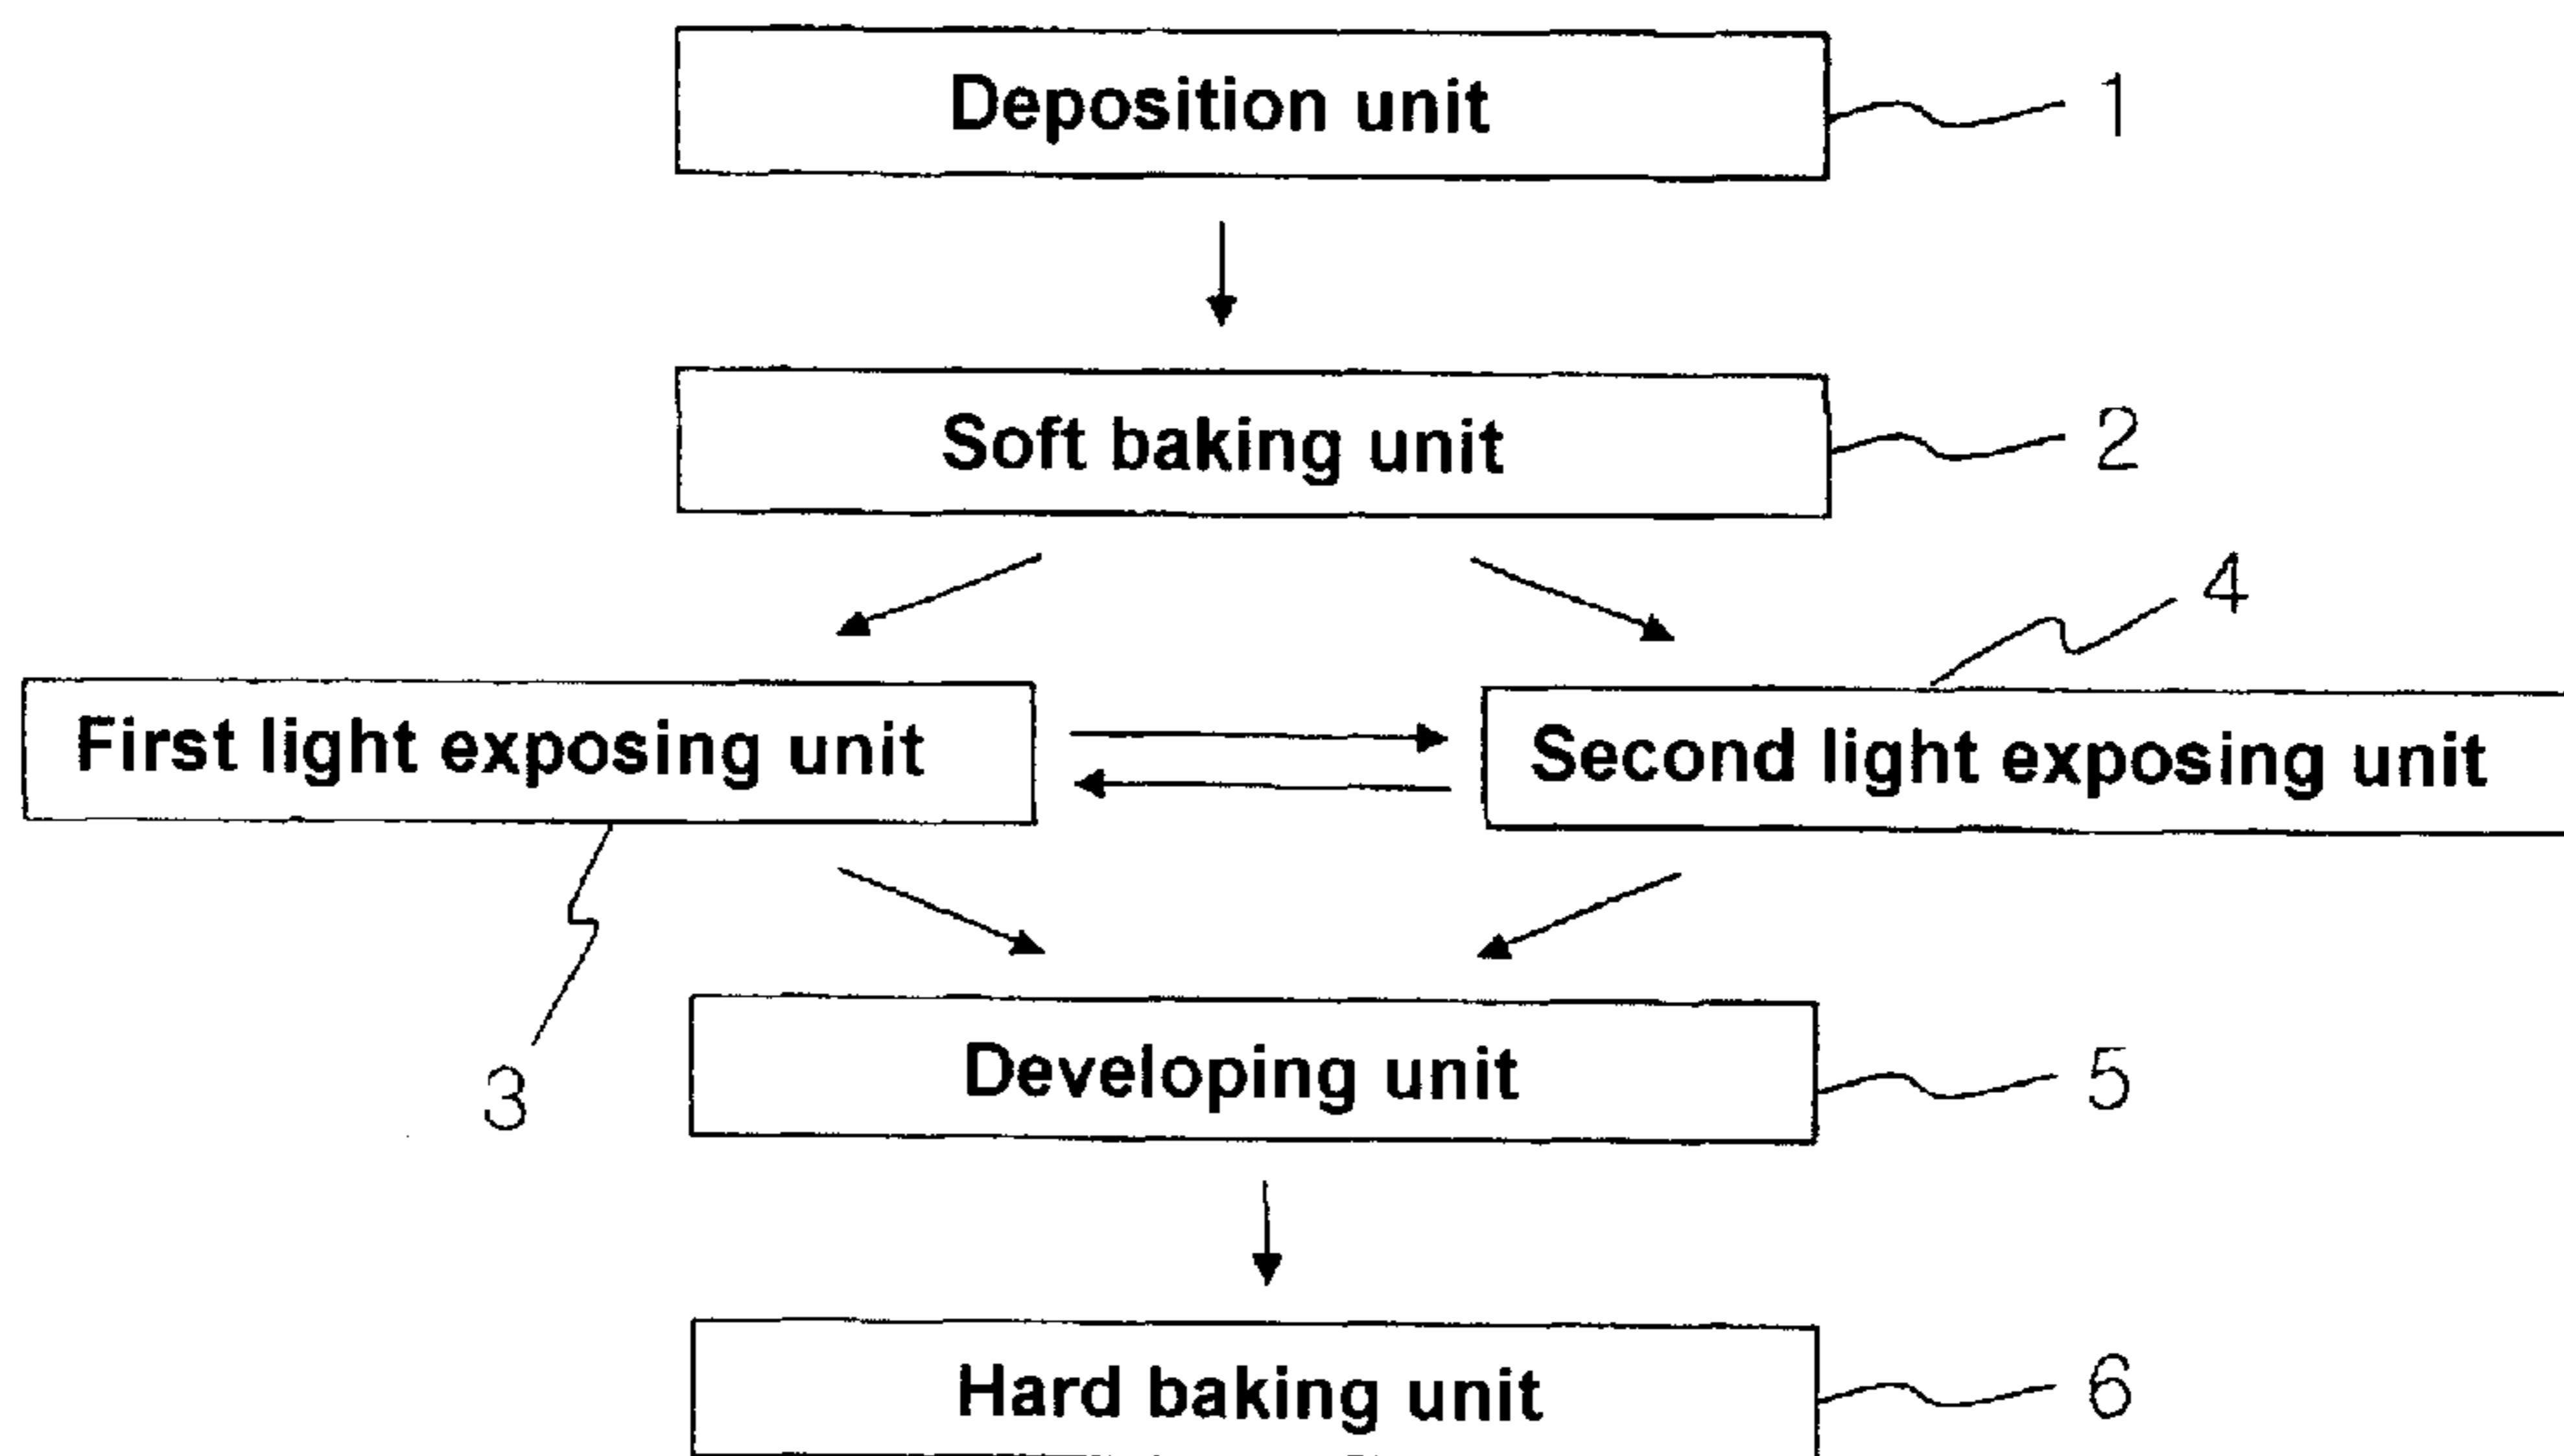 Deposition unit
1
Soft baking unit
2
4
First light exposing unit
Second light exposing unit
3
Developing unit
5
Hard baking unit
6